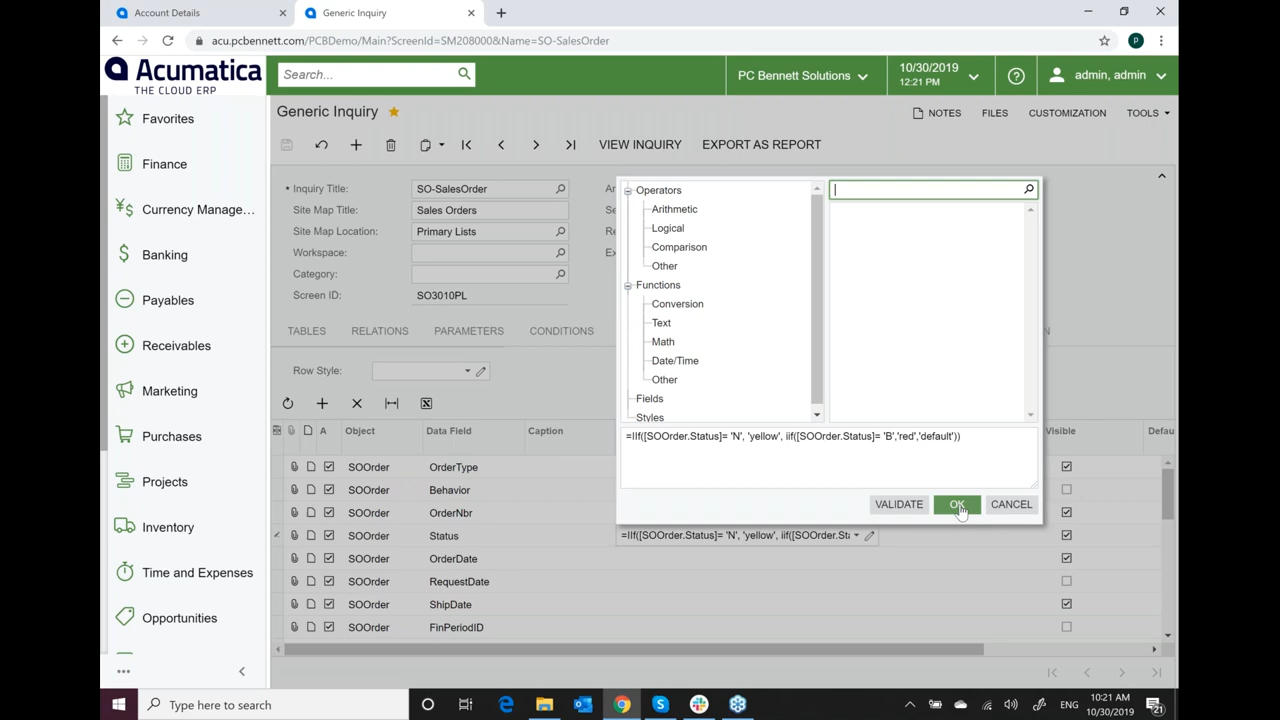 Account Details
Generic Inquiry
acu.pcbennett.com/PCBDemo/Main?ScreenId=SM208000&Name=SO-SalesOrder
P
Acumatica
THE CLOUD ERP
Search...
PC Bennett Solutions
10/30/2019
12:21 PM
admin, admin
Favorites
Finance
Currency Manage...
Banking
Payables
Receivables
Marketing
Purchases
Projects
Inventory
Time and Expenses
Opportunities
Generic Inquiry
NOTES
FILES
CUSTOMIZATION
TOOLS
VIEW INQUIRY
EXPORT AS REPORT
* Inquiry Title:
SO-SalesOrder
Site Map Title:
Sales Orders
Site Map Location:
Primary Lists
Workspace:
Category:
Screen ID:
SO3010PL
TABLES
RELATIONS
PARAMETERS
CONDITIONS
Row Style:
A
Object
Data Field
Caption
Visible
Defau
SOOrder
OrderType
SOOrder
Behavior
SOOrder
OrderNbr
SOOrder
Status
=IIf([SOOrder.Status]= 'N', 'yellow', iif([SOOrder.Sta
SOOrder
OrderDate
SOOrder
RequestDate
SOOrder
ShipDate
SOOrder
FinPeriodID
Operators
Arithmetic
Logical
Comparison
Other
Functions
Conversion
Text
Math
Date/Time
Other
Fields
Styles
=IIf([SOOrder.Status]= 'N', 'yellow', iif([SOOrder.Status]= 'B','red','default'))
VALIDATE
OK
CANCEL
Type here to search
ENG
10:21 AM
10/30/2019
21